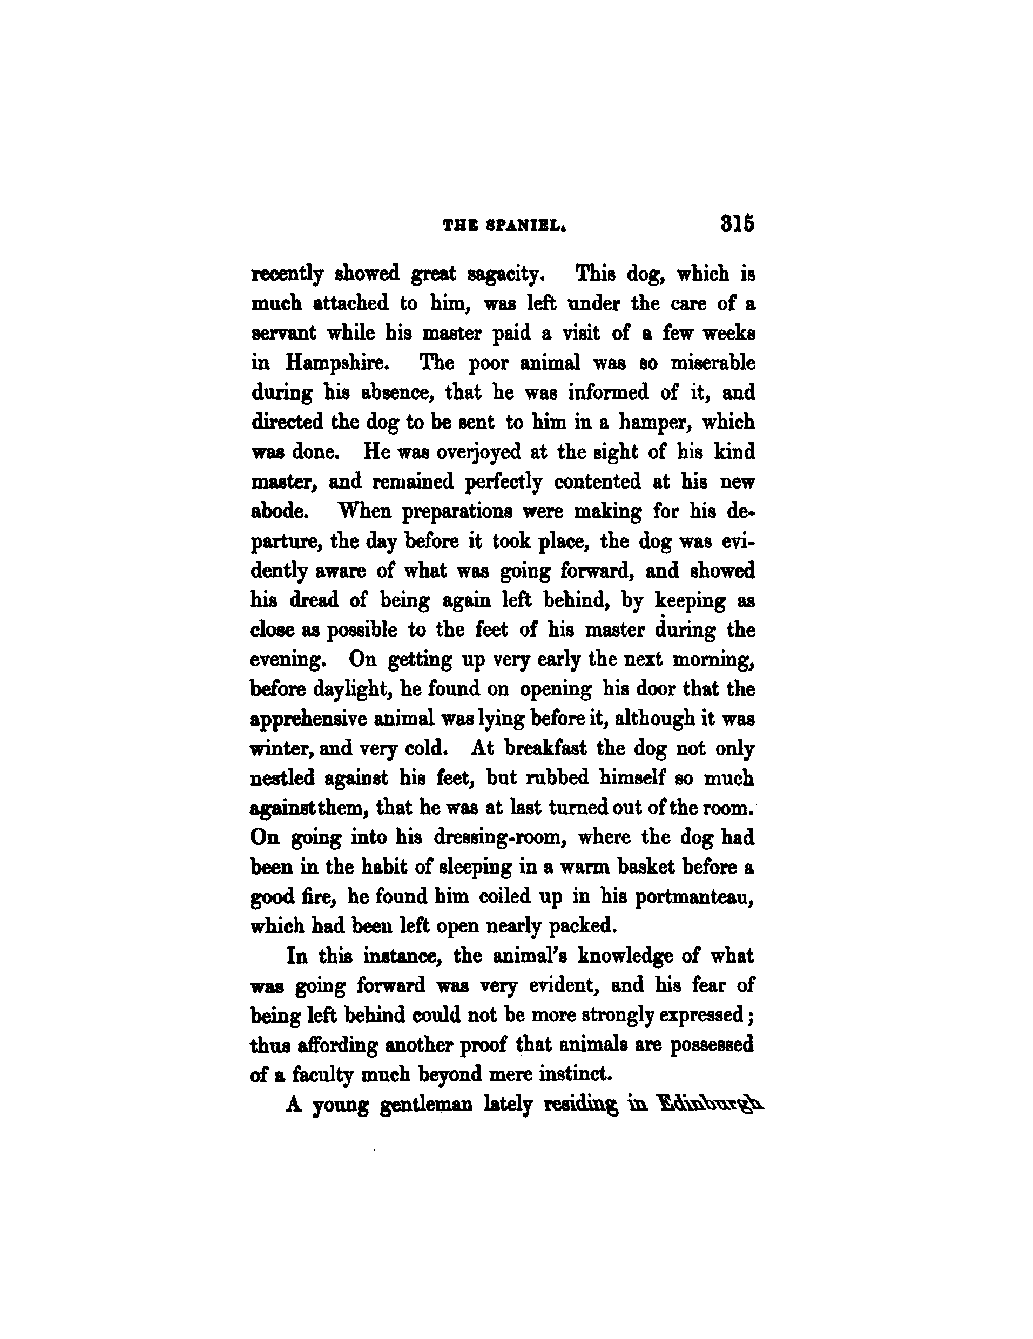 THE SPANIEL. 315
recently showed great sagacity. This dog, which is
much attached to him, was left under the care of a
servant while his master paid a visit of a few weeks
in Hampshire. The poor animal was so miserable
during his absence, that he was informed of it, and
directed the dog to be sent to him in a hamper, which
was done. He was overjoyed at the sight of his kind
master, and remained perfectly contented at his new
abode. When preparations were making for his de-
parture, the day before it took place, the dog was evi-
dently aware of what was going forward, and showed
his dread of being again left behind, by keeping as
close as possible to the feet of his master during the
evening. On getting up very early the next morning,
before daylight, he found on opening his door that the
apprehensive animal was lying before it, although it was
winter, and very cold. At breakfast the dog not only
nestled against his feet, but rubbed himself so much
against them, that he was at last turned out of the room.
On going into his dressing-room, where the dog had
been in the habit of sleeping in a warm basket before a
good fire, he found him coiled up in his portmanteau,
which had been left open nearly packed.
In this instance, the animal's knowledge of what
was going forward was very evident, and his fear of
being left behind could not be more strongly expressed;
thus affording another proof that animals are possessed
of a faculty much beyond mere instinct.
A young gentleman lately residing in Edinburgh